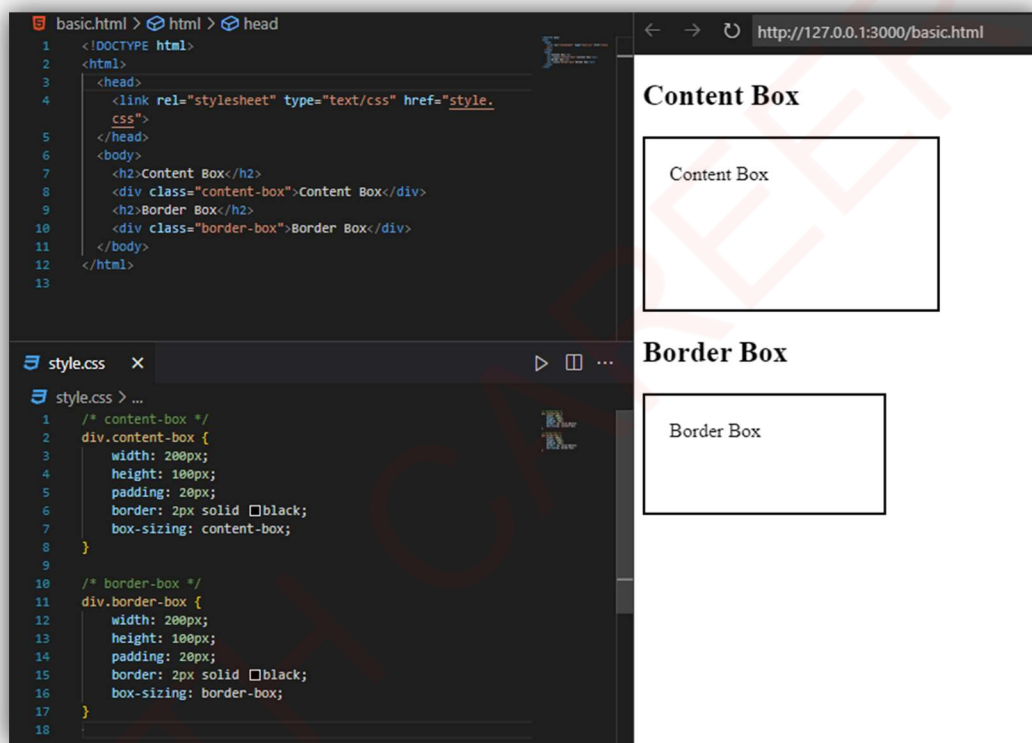 basic.html > html > head
1 <!DOCTYPE html>
2 <html>
3 <head>
4 <link rel="stylesheet" type="text/css" href="style.
css">
5 </head>
6 <body>
7 <h2>Content Box</h2>
8 <div class="content-box">Content Box</div>
9 <h2>Border Box</h2>
10 <div class="border-box">Border Box</div>
11 </body>
12 </html>
13
style.css
style.css > ...
1 /* content-box */
2 div.content-box {
3 width: 200px;
4 height: 100px;
5 padding: 20px;
6 border: 2px solid black;
7 box-sizing: content-box;
8 }
9
10 /* border-box */
11 div.border-box {
12 width: 200px;
13 height: 100px;
14 padding: 20px;
15 border: 2px solid black;
16 box-sizing: border-box;
17 }
18
http://127.0.0.1:3000/basic.html
Content Box
Content Box
Border Box
Border Box